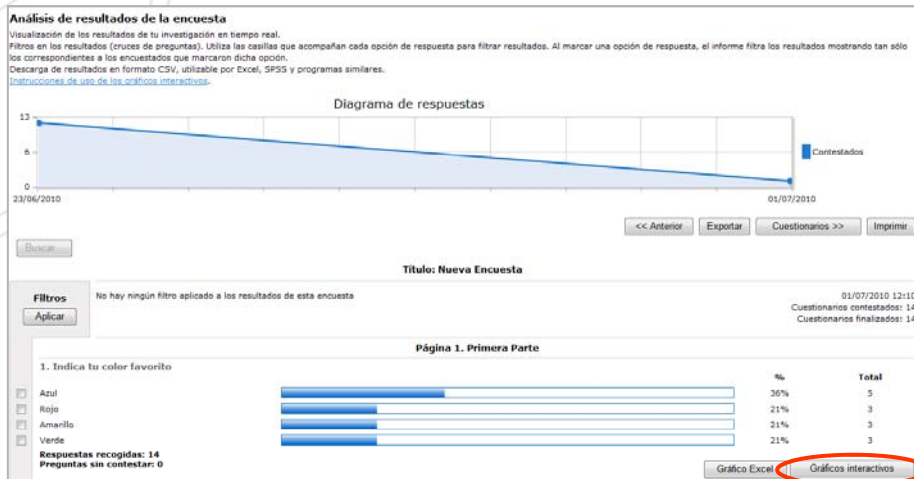 Análisis de resultados de la encuesta
Visualización de los resultados de tu investigación en tiempo real.
Filtros en los resultados (cruces de preguntas). Utiliza las casillas que acompañan cada opción de respuesta para filtrar resultados. Al marcar una opción de respuesta, el informe filtra los resultados mostrando tan sólo
los correspondientes a los encuestados que marcaron dicha opción.
Descarga de resultados en formato CSV, utilizable por Excel, SPSS y programas similares.
Instrucciones de uso de los gráficos interactivos.
Diagrama de respuestas
13
6
0
Contestados
23/06/2010 01/07/2010
<< Anterior Exportar Cuestionarios >> Imprimir
Buscar...
Titulo: Nueva Encuesta
Filtros
Aplicar
No hay ningún filtro aplicado a los resultados de esta encuesta
01/07/2010 12:10
Cuestionarios contestados: 14
Cuestionarios finalizados: 14
Página 1. Primera Parte
1. Indica tu color favorito
% Total
Azul 36% 5
Rojo 21% 3
Amarillo 21% 3
Verde 21% 3
Respuestas recogidas: 14
Preguntas sin contestar: 0
Gráfico Excel Gráficos interactivos